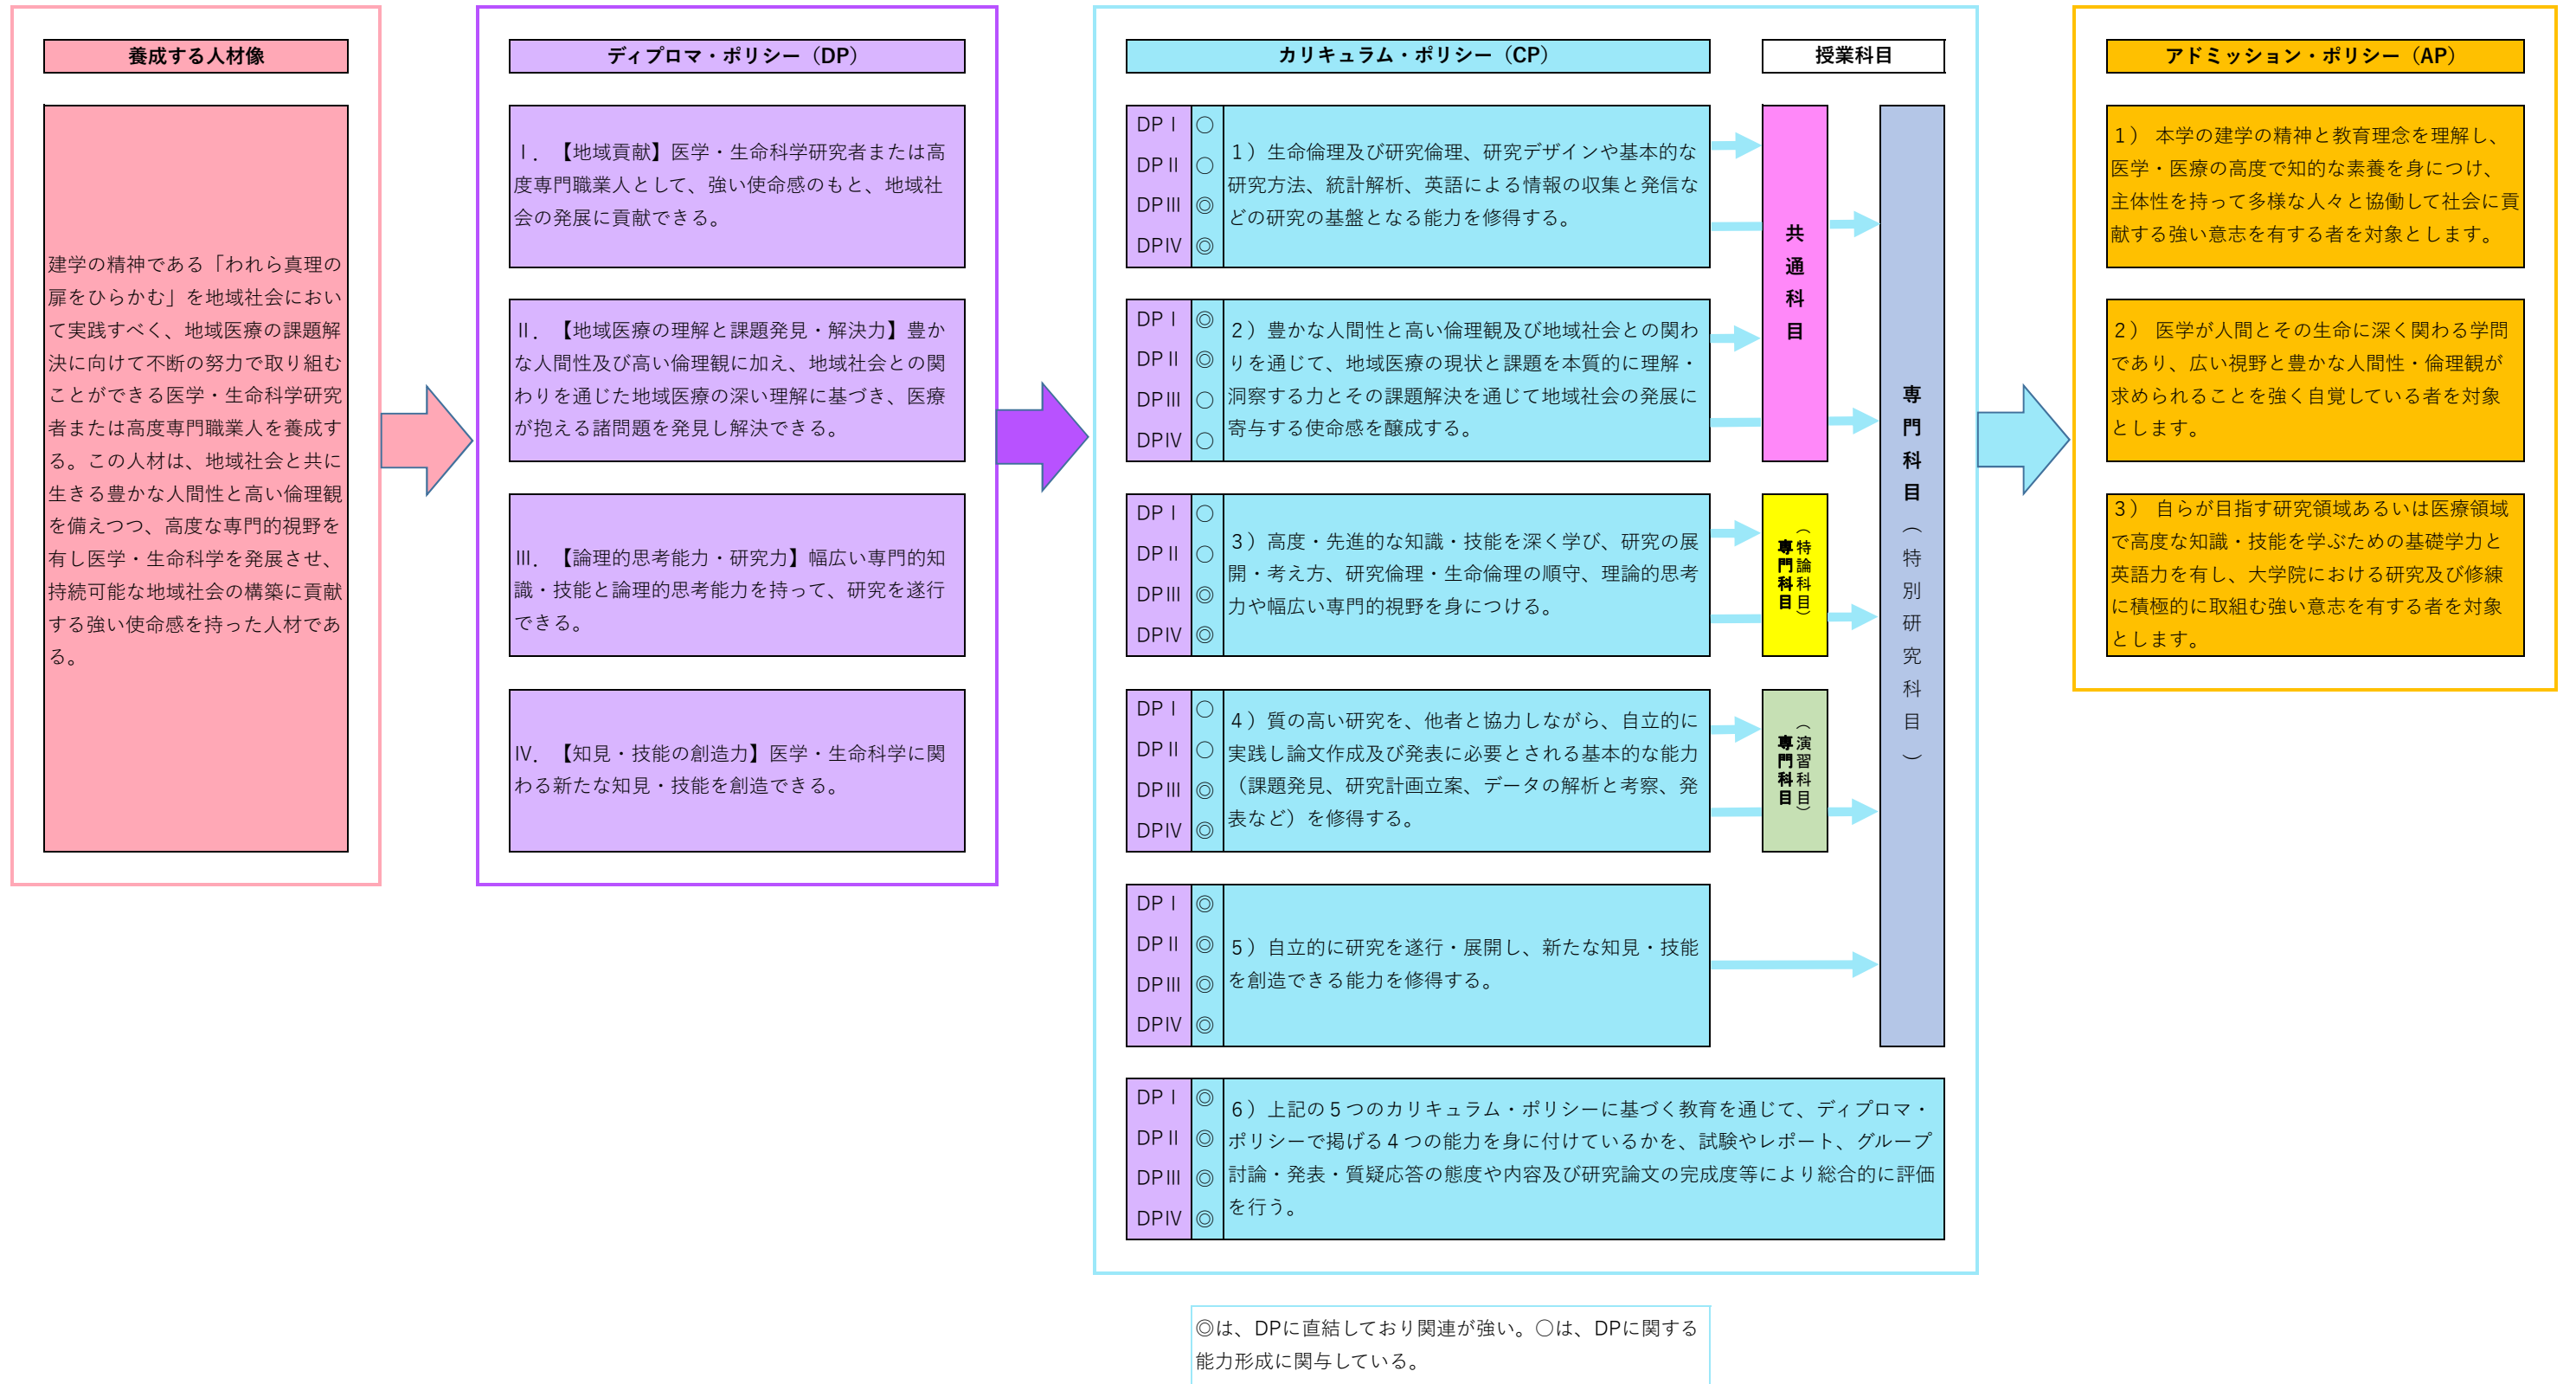 養成する人材像
建学の精神である「われら真理の
扉をひらかむ」を地域社会におい
て実践すべく、地域医療の課題解
決に向けて不断の努力で取り組む
ことができる医学・生命科学研究
者または高度専門職業人を養成す
る。この人材は、地域社会と共に
生きる豊かな人間性と高い倫理観
を備えつつ、高度な専門的視野を
有し医学・生命科学を発展させ、
持続可能な地域社会の構築に貢献
する強い使命感を持った人材であ
る。
ディプロマ・ポリシー（DP）
Ⅰ．【地域貢献】医学・生命科学研究者または高
度専門職業人として、強い使命感のもと、地域社
会の発展に貢献できる。
Ⅱ．【地域医療の理解と課題発見・解決力】豊か
な人間性及び高い倫理観に加え、地域社会との関
わりを通じた地域医療の深い理解に基づき、医療
が抱える諸問題を発見し解決できる。
Ⅲ．【論理的思考能力・研究力】幅広い専門的知
識・技能と論理的思考能力を持って、研究を遂行
できる。
Ⅳ．【知見・技能の創造力】医学・生命科学に関
わる新たな知見・技能を創造できる。
カリキュラム・ポリシー（CP）
授業科目
DPⅠ ○
DPⅡ ○
DPⅢ ◎
DPⅣ ◎
1）生命倫理及び研究倫理、研究デザインや基本的な
研究方法、統計解析、英語による情報の収集と発信な
どの研究の基盤となる能力を修得する。
DPⅠ ◎
DPⅡ ◎
DPⅢ ○
DPⅣ ○
2）豊かな人間性と高い倫理観及び地域社会との関わ
りを通じて、地域医療の現状と課題を本質的に理解・
洞察する力とその課題解決を通じて地域社会の発展に
寄与する使命感を醸成する。
共通科目
DPⅠ ○
DPⅡ ○
DPⅢ ◎
DPⅣ ◎
3）高度・先進的な知識・技能を深く学び、研究の展
開・考え方、研究倫理・生命倫理の順守、理論的思考
力や幅広い専門的視野を身につける。
専門科目
（特論科目）
DPⅠ ○
DPⅡ ○
DPⅢ ◎
DPⅣ ◎
4）質の高い研究を、他者と協力しながら、自立的に
実践し論文作成及び発表に必要とされる基本的な能力
（課題発見、研究計画立案、データの解析と考察、発
表など）を修得する。
専門科目
（演習科目）
DPⅠ ◎
DPⅡ ◎
DPⅢ ◎
DPⅣ ◎
5）自立的に研究を遂行・展開し、新たな知見・技能
を創造できる能力を修得する。
専門科目（特別研究科目）
DPⅠ ◎
DPⅡ ◎
DPⅢ ◎
DPⅣ ◎
6）上記の5つのカリキュラム・ポリシーに基づく教育を通じて、ディプロマ・
ポリシーで掲げる4つの能力を身に付けているかを、試験やレポート、グループ
討論・発表・質疑応答の態度や内容及び研究論文の完成度等により総合的に評価
を行う。
◎は、DPに直結しており関連が強い。○は、DPに関する
能力形成に関与している。
アドミッション・ポリシー（AP）
1） 本学の建学の精神と教育理念を理解し、
医学・医療の高度で知的な素養を身につけ、
主体性を持って多様な人々と協働して社会に貢
献する強い意志を有する者を対象とします。
2） 医学が人間とその生命に深く関わる学問
であり、広い視野と豊かな人間性・倫理観が
求められることを強く自覚している者を対象
とします。
3） 自らが目指す研究領域あるいは医療領域
で高度な知識・技能を学ぶための基礎学力と
英語力を有し、大学院における研究及び修練
に積極的に取組む強い意志を有する者を対象
とします。